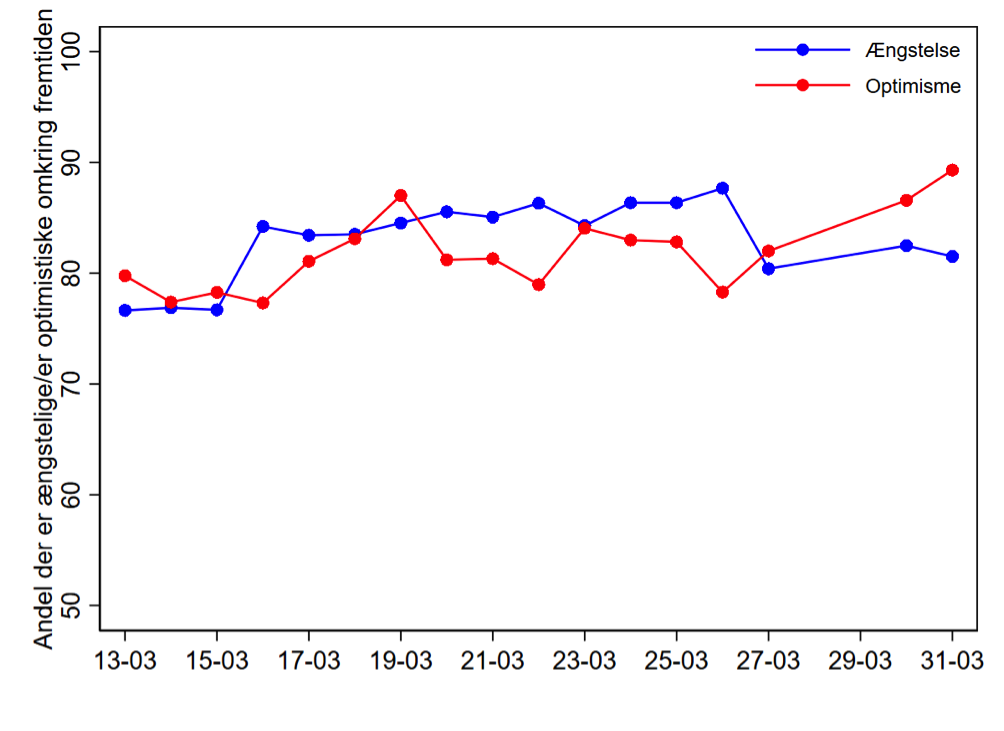 Andel der er ængstelige/er optimistiske omkring fremtiden
100
90
80
70
60
50
Ængstelse
Optimisme
13-03 15-03 17-03 19-03 21-03 23-03 25-03 27-03 29-03 31-03